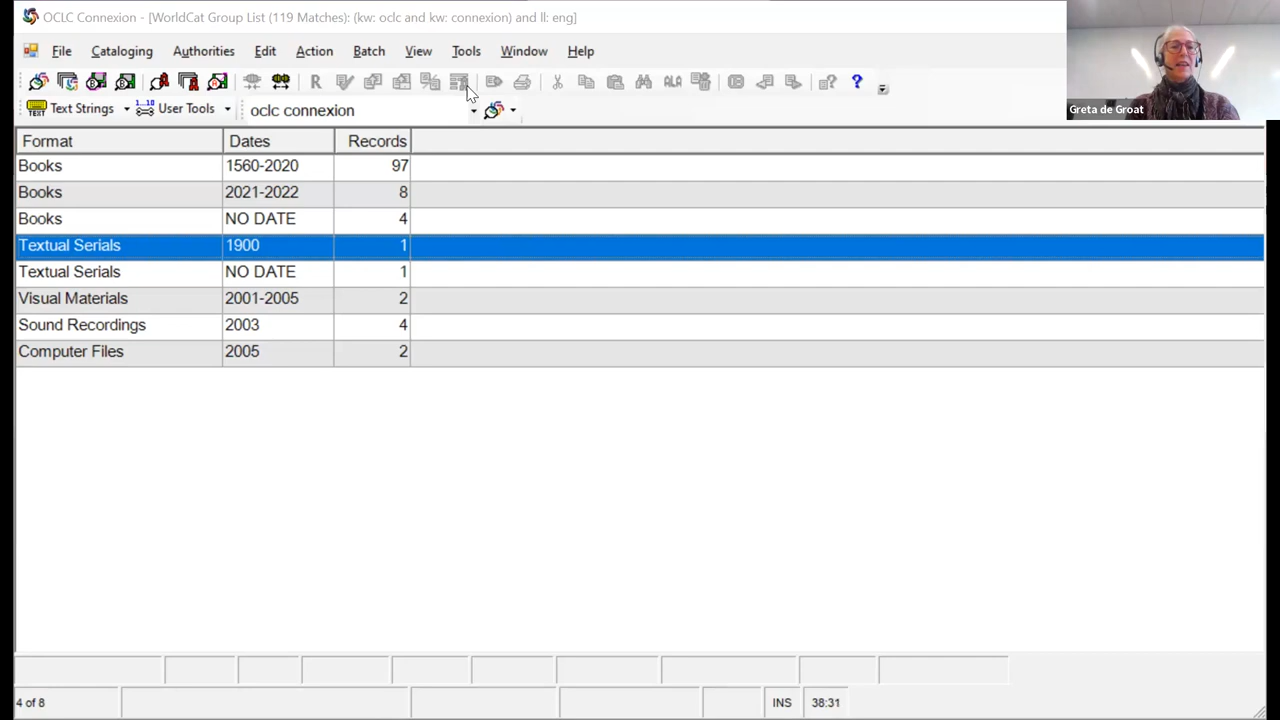 OCLC Connexion - [WorldCat Group List (119 Matches): (kw: oclc and kw: connexion) and ll: eng]
File Cataloging Authorities Edit Action Batch View Tools Window Help
R ALA ?
TEXT Text Strings 1...10 User Tools oclc connexion
Greta de Groat
Format Dates Records
Books 1560-2020 97
Books 2021-2022 8
Books NO DATE 4
Textual Serials 1900 1
Textual Serials NO DATE 1
Visual Materials 2001-2005 2
Sound Recordings 2003 4
Computer Files 2005 2
4 of 8 INS 38:31